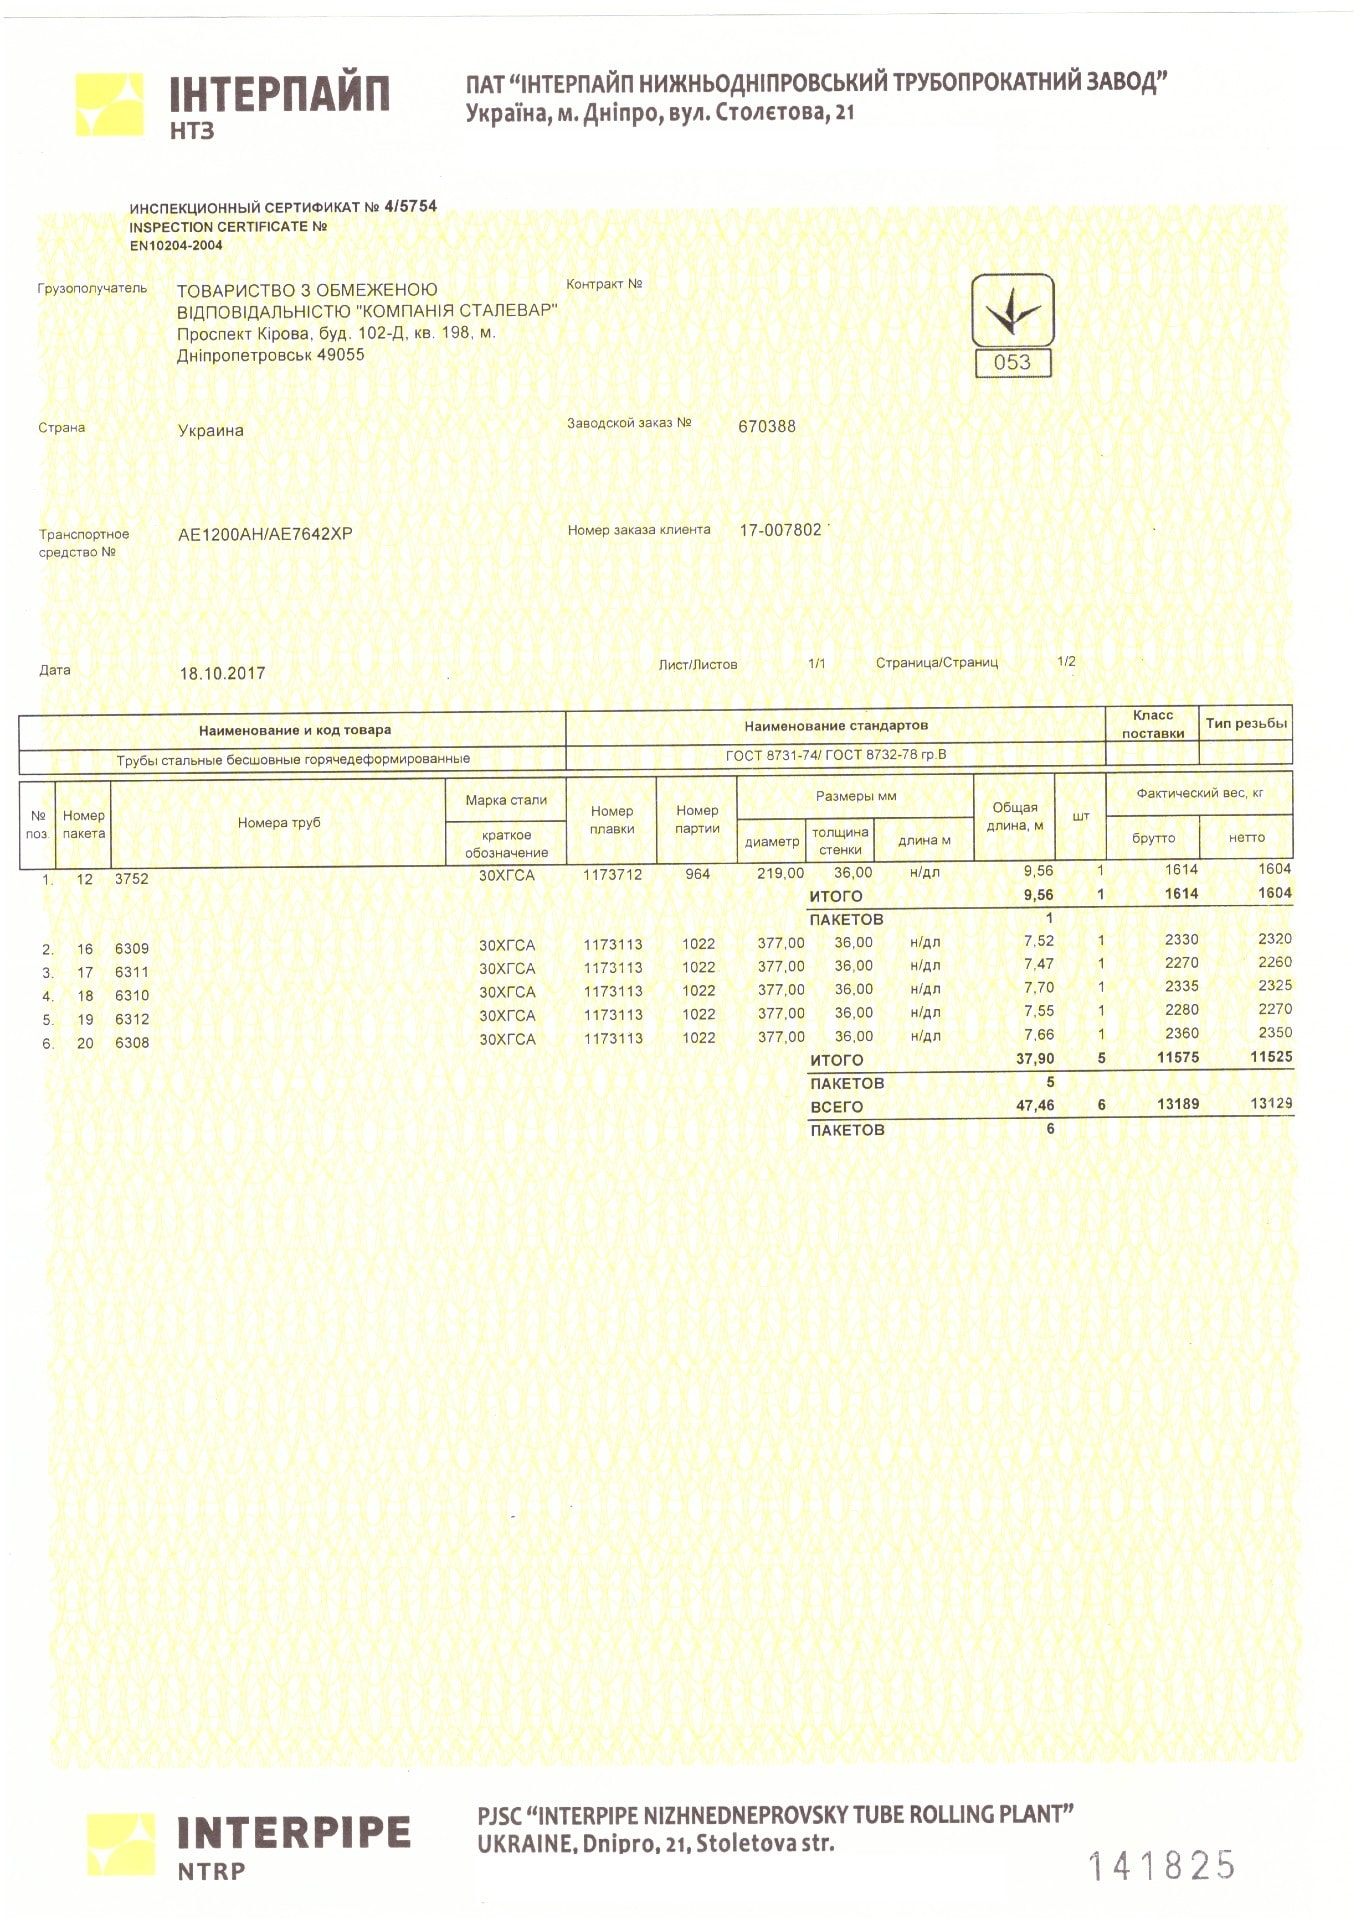 ІНТЕРПАЙП
НТЗ
ПАТ “ІНТЕРПАЙП НИЖНЬОДНІПРОВСЬКИЙ ТРУБОПРОКАТНИЙ ЗАВОД”
Україна, м. Дніпро, вул. Столєтова, 21
ИНСПЕКЦИОННЫЙ СЕРТИФИКАТ № 4/5754
INSPECTION CERTIFICATE №
EN10204-2004
Грузополучатель
ТОВАРИСТВО З ОБМЕЖЕНОЮ
ВІДПОВІДАЛЬНІСТЮ "КОМПАНІЯ СТАЛЕВАР"
Проспект Кірова, буд. 102-Д, кв. 198, м.
Дніпропетровськ 49055
Контракт №
053
Страна Украина Заводской заказ № 670388
Транспортное
средство №
АЕ1200АН/АЕ7642ХР Номер заказа клиента 17-007802
Дата 18.10.2017 Лист/Листов 1/1 Страница/Страниц 1/2
Наименование и код товара Наименование стандартов Класс поставки Тип резьбы
Трубы стальные бесшовные горячедеформированные ГОСТ 8731-74/ ГОСТ 8732-78 гр.В
№ поз. Номер пакета Номера труб Марка стали краткое обозначение Номер плавки Номер партии Размеры мм диаметр толщина стенки длина м Общая длина, м шт Фактический вес, кг брутто нетто
1. 12 3752 30ХГСА 1173712 964 219,00 36,00 н/дл 9,56 1 1614 1604
ИТОГО 9,56 1 1614 1604
ПАКЕТОВ 1
2. 16 6309 30ХГСА 1173113 1022 377,00 36,00 н/дл 7,52 1 2330 2320
3. 17 6311 30ХГСА 1173113 1022 377,00 36,00 н/дл 7,47 1 2270 2260
4. 18 6310 30ХГСА 1173113 1022 377,00 36,00 н/дл 7,70 1 2335 2325
5. 19 6312 30ХГСА 1173113 1022 377,00 36,00 н/дл 7,55 1 2280 2270
6. 20 6308 30ХГСА 1173113 1022 377,00 36,00 н/дл 7,66 1 2360 2350
ИТОГО 37,90 5 11575 11525
ПАКЕТОВ 5
ВСЕГО 47,46 6 13189 13129
ПАКЕТОВ 6
INTERPIPE
NTRP
PJSC “INTERPIPE NIZHNEDNEPROVSKY TUBE ROLLING PLANT”
UKRAINE, Dnipro, 21, Stoletova str.
141825